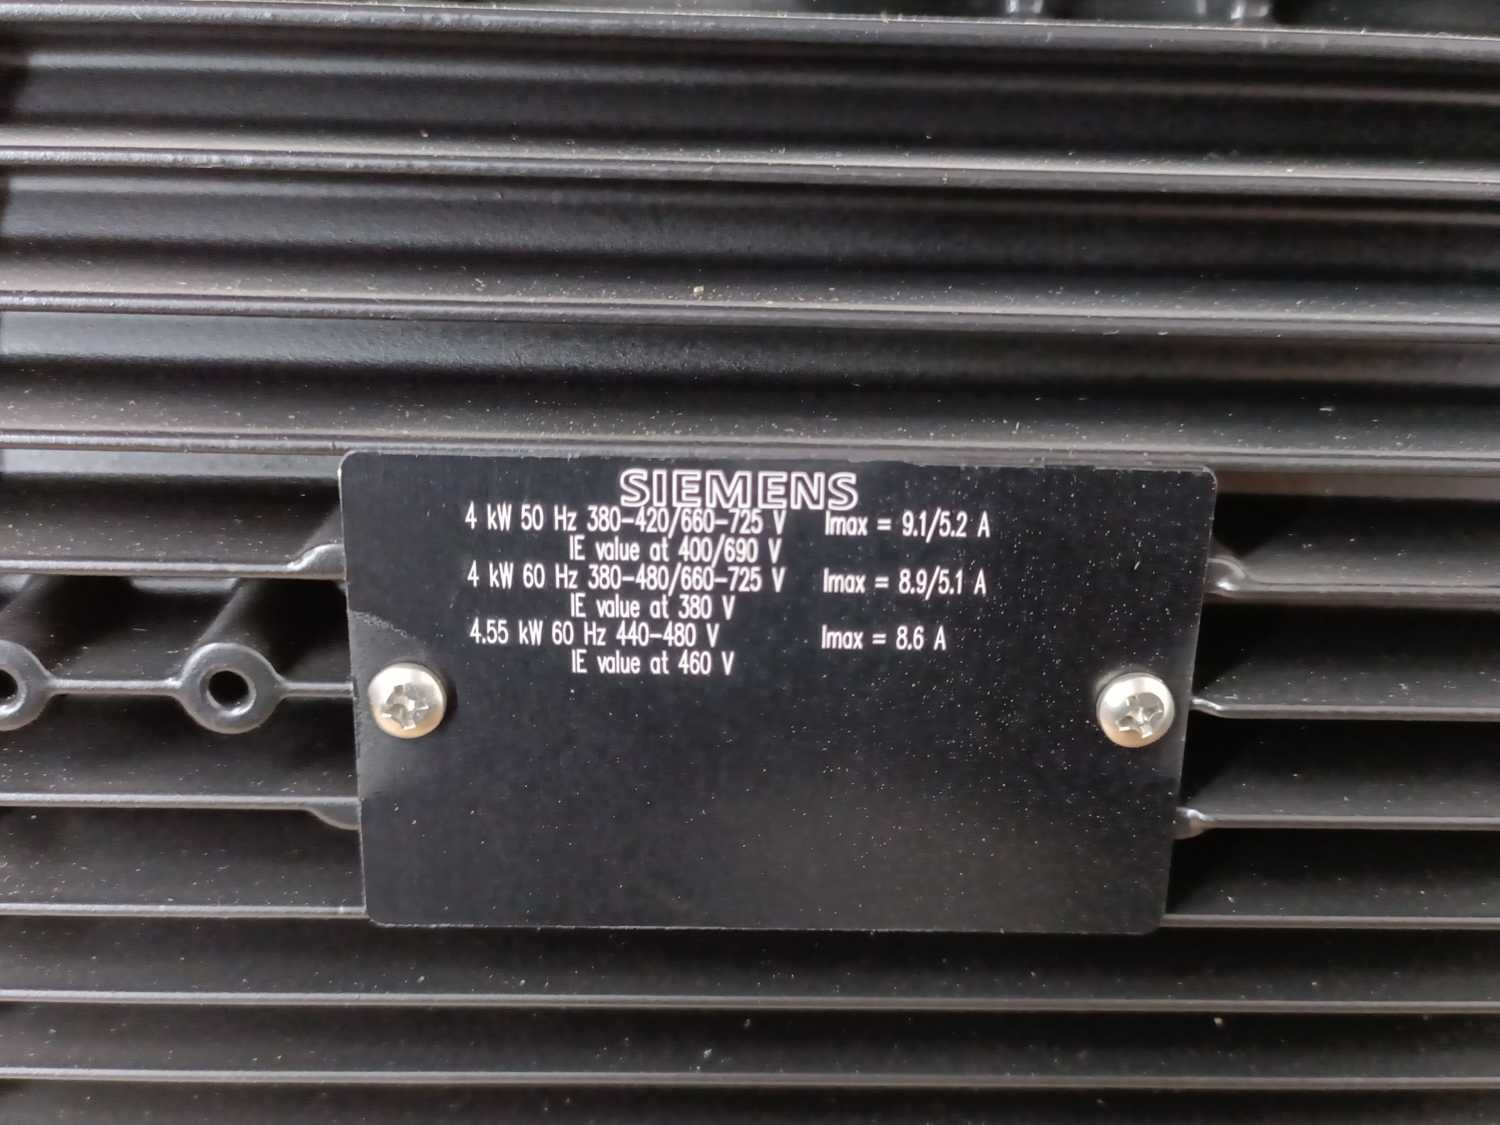 SIEMENS
4 kW 50 Hz 380-420/660-725 V Imax = 9.1/5.2 A
IE value at 400/690 V
4 kW 60 Hz 380-480/660-725 V Imax = 8.9/5.1 A
IE value at 380 V
4.55 kW 60 Hz 440-480 V Imax = 8.6 A
IE value at 460 V